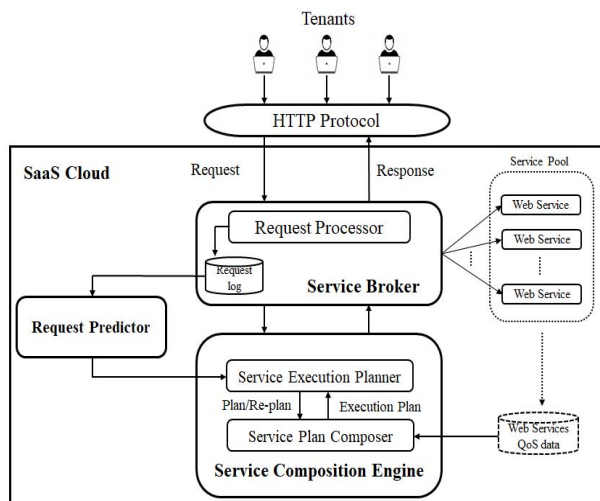 Tenants
HTTP Protocol
SaaS Cloud
Request
Response
Service Pool
Web Service
Web Service
Web Service
Request Processor
Request
log
Service Broker
Request Predictor
Service Execution Planner
Plan/Re-plan
Execution Plan
Service Plan Composer
Service Composition Engine
Web Services
QoS data